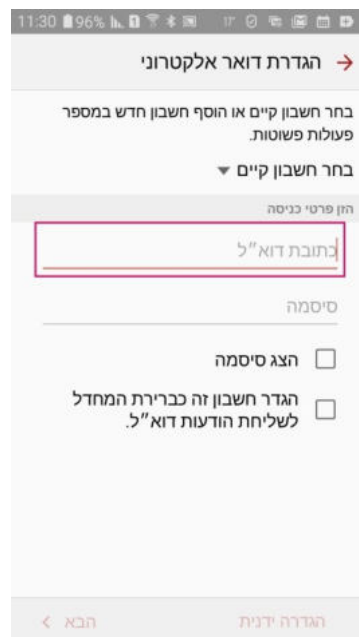 11:30 96% 17°
הגדרת דואר אלקטרוני
בחר חשבון קיים או הוסף חשבון חדש במספר
פעולות פשוטות.
בחר חשבון קיים
הזן פרטי כניסה
כתובת דוא״ל
סיסמה
הצג סיסמה
הגדר חשבון זה כברירת המחדל
לשליחת הודעות דוא״ל.
הגדרה ידנית
הבא